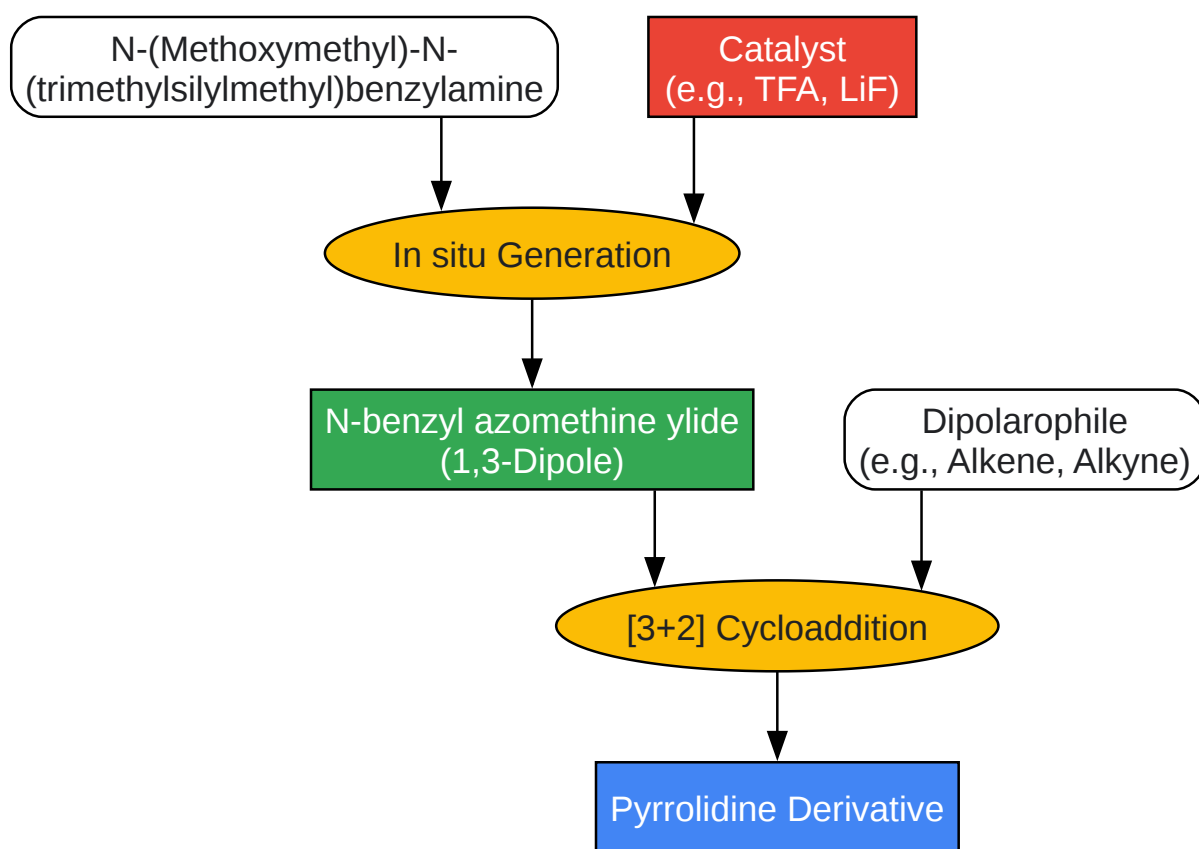 N-(Methoxymethyl)-N-
(trimethylsilylmethyl)benzylamine
Catalyst
(e.g., TFA, LiF)
In situ Generation
N-benzyl azomethine ylide
(1,3-Dipole)
Dipolarophile
(e.g., Alkene, Alkyne)
[3+2] Cycloaddition
Pyrrolidine Derivative